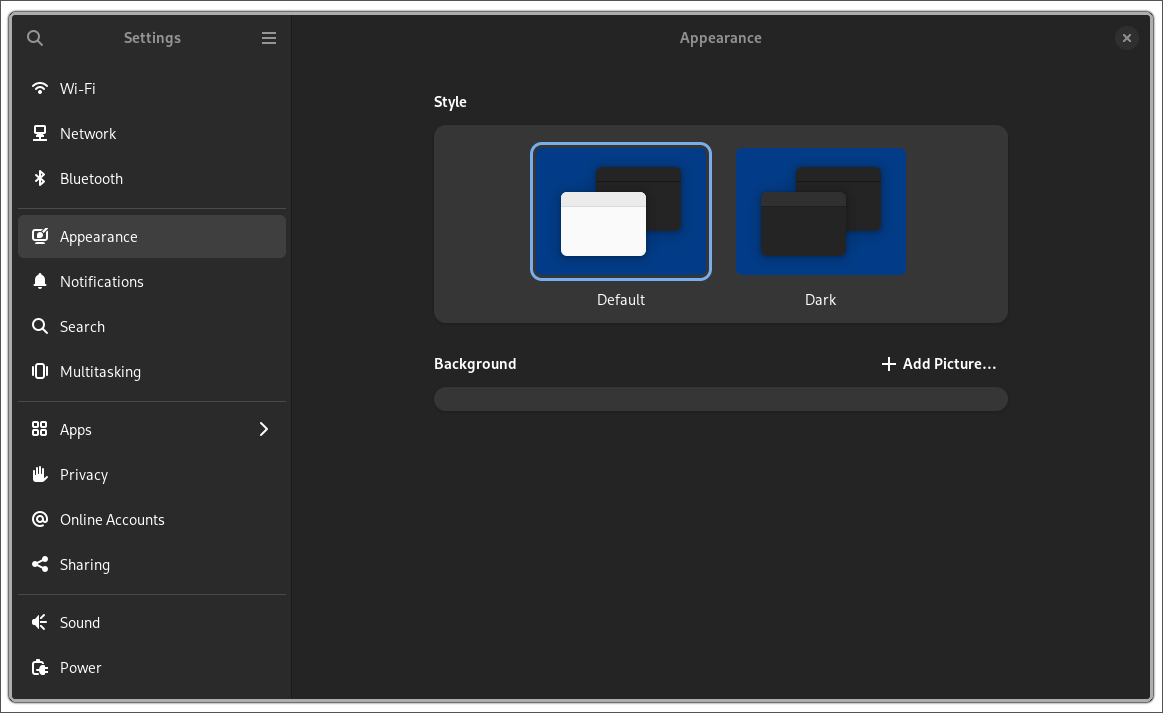 Settings
Appearance
Wi-Fi
Network
Bluetooth
Appearance
Notifications
Search
Multitasking
Apps
Privacy
Online Accounts
Sharing
Sound
Power
Style
Default
Dark
Background
Add Picture...